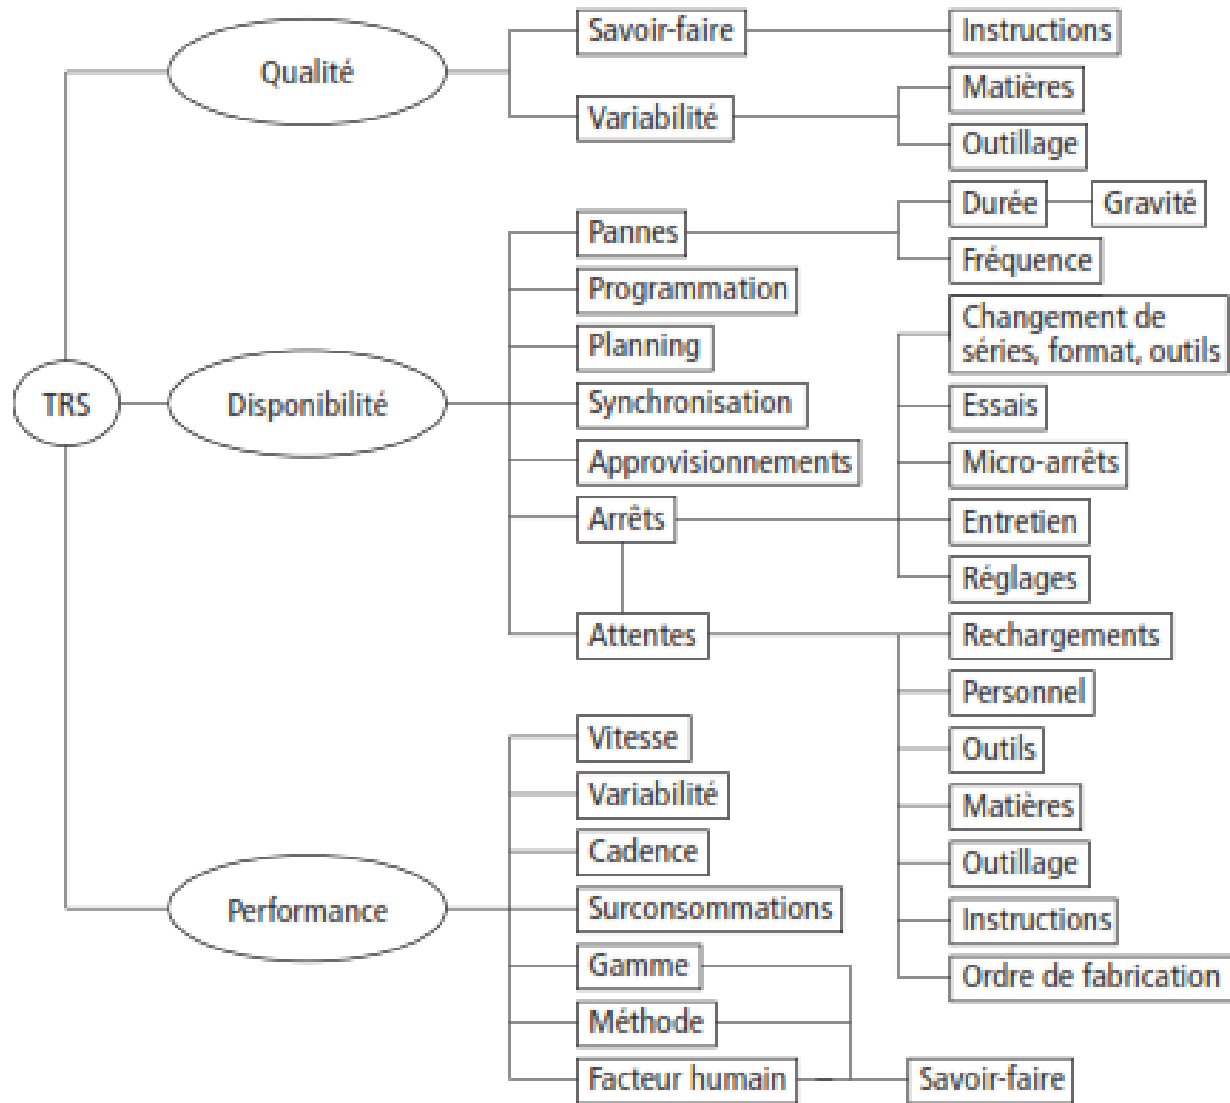 Savoir-faire
Instructions
Qualité
Matières
Variabilité
Outillage
Durée
Gravité
Pannes
Fréquence
Programmation
Changement de
séries, format, outils
Planning
TRS
Disponibilité
Synchronisation
Essais
Approvisionnements
Micro-arrêts
Arrêts
Entretien
Réglages
Attentes
Rechargements
Personnel
Vitesse
Outils
Variabilité
Matières
Cadence
Outillage
Performance
Surconsommations
Instructions
Gamme
Ordre de fabrication
Méthode
Facteur humain
Savoir-faire